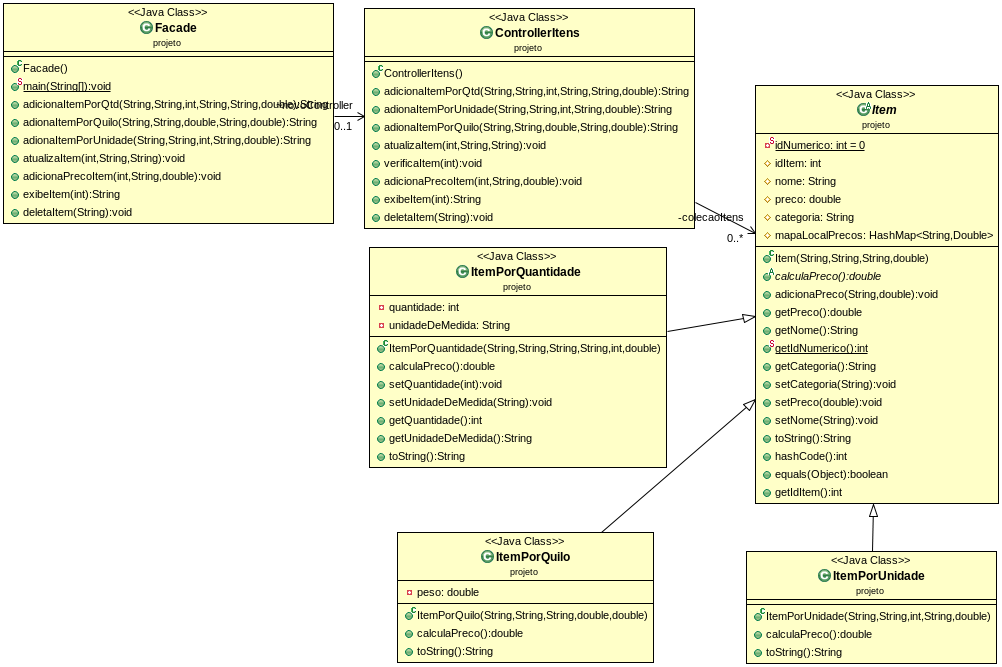 <<Java Class>>
Facade
projeto
Facade()
main(String[]):void
adicionaItemPorQtd(String,String,int,String,String,double):String
adionaItemPorQuilo(String,String,double,String,double):String
adionaItemPorUnidade(String,String,int,String,double):String
atualizaItem(int,String,String):void
adicionaPrecoItem(int,String,double):void
exibeItem(int):String
deletaItem(String):void
0..1
<<Java Class>>
ControllerItens
projeto
ControllerItens()
adicionaItemPorQtd(String,String,int,String,String,double):String
adionaItemPorUnidade(String,String,int,String,double):String
adionaItemPorQuilo(String,String,double,String,double):String
atualizaItem(int,String,String):void
verificaItem(int):void
adicionaPrecoItem(int,String,double):void
exibeItem(int):String
deletaItem(String):void
-colecaoItens
0..*
<<Java Class>>
Item
projeto
idNumerico: int = 0
idItem: int
nome: String
preco: double
categoria: String
mapaLocalPrecos: HashMap<String,Double>
Item(String,String,String,double)
calculaPreco():double
adicionaPreco(String,double):void
getPreco():double
getNome():String
getIdNumerico():int
getCategoria():String
setCategoria(String):void
setPreco(double):void
setNome(String):void
toString():String
hashCode():int
equals(Object):boolean
getIdItem():int
<<Java Class>>
ItemPorQuantidade
projeto
quantidade: int
unidadeDeMedida: String
ItemPorQuantidade(String,String,String,String,int,double)
calculaPreco():double
setQuantidade(int):void
setUnidadeDeMedida(String):void
getQuantidade():int
getUnidadeDeMedida():String
toString():String
<<Java Class>>
ItemPorQuilo
projeto
peso: double
ItemPorQuilo(String,String,String,double,double)
calculaPreco():double
toString():String
<<Java Class>>
ItemPorUnidade
projeto
ItemPorUnidade(String,String,int,String,double)
calculaPreco():double
toString():String